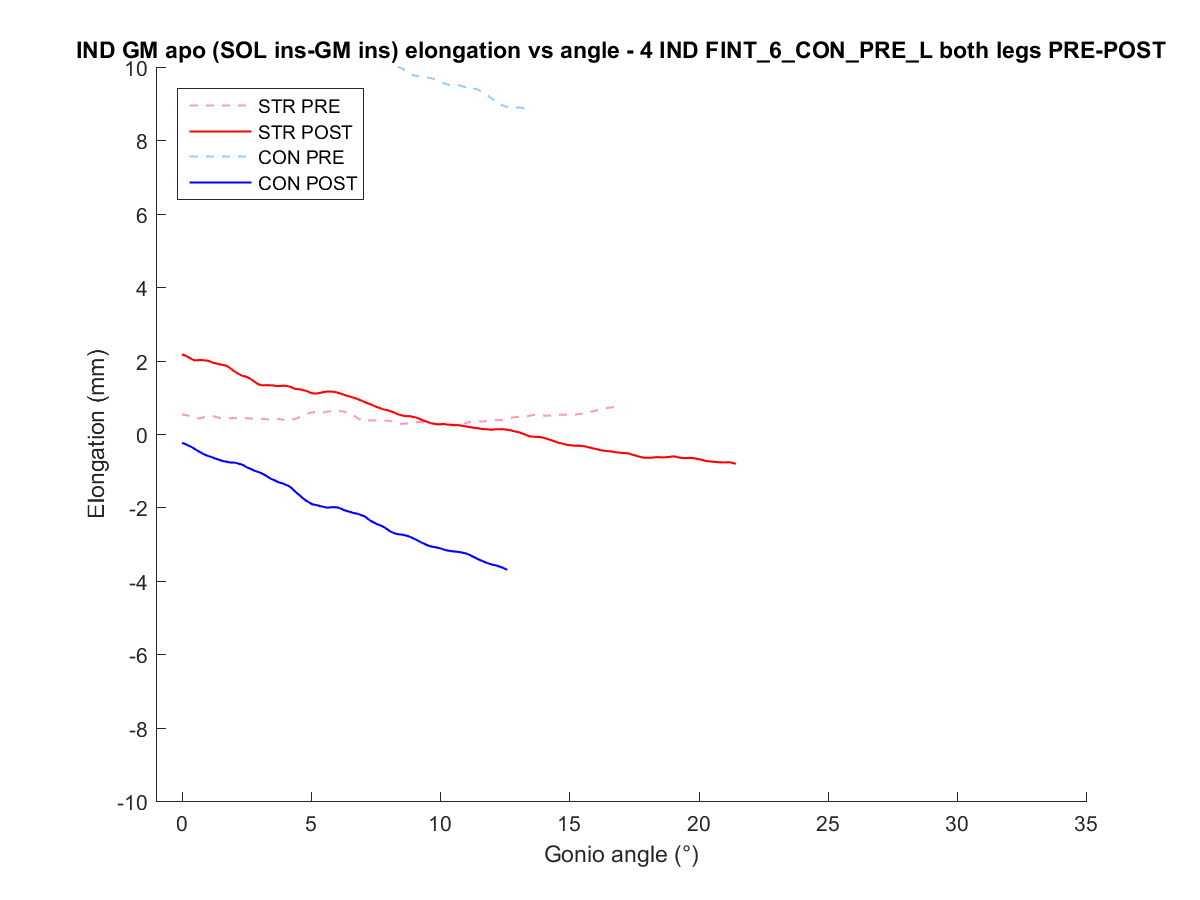 IND GM apo (SOL ins-GM ins) elongation vs angle - 4 IND FINT_6_CON_PRE_L both legs PRE-POST
10
8
6
4
2
0
-2
-4
-6
-8
-10
Elongation (mm)
STR PRE
STR POST
CON PRE
CON POST
0 5 10 15 20 25 30 35
Gonio angle (°)